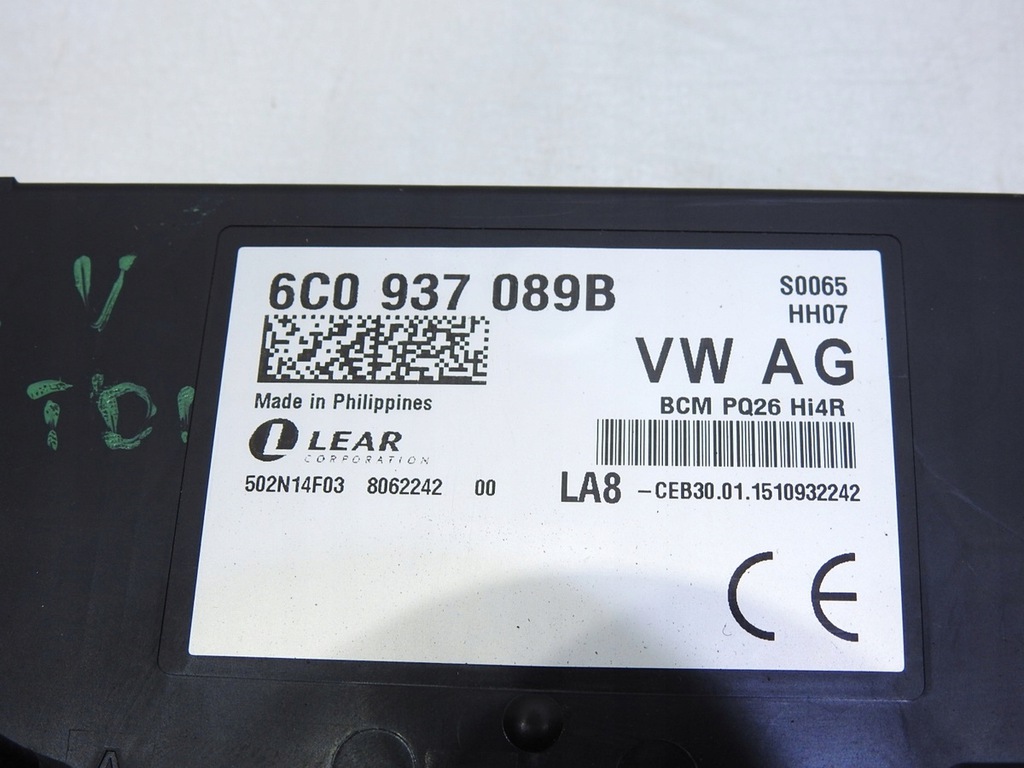 6C0 937 089B
S0065
HH07
VW AG
BCM PQ26 Hi4R
Made in Philippines
LEAR
CORPORATION
502N14F03 8062242 00
LA8 -CEB30.01.1510932242
CE
V
TDI